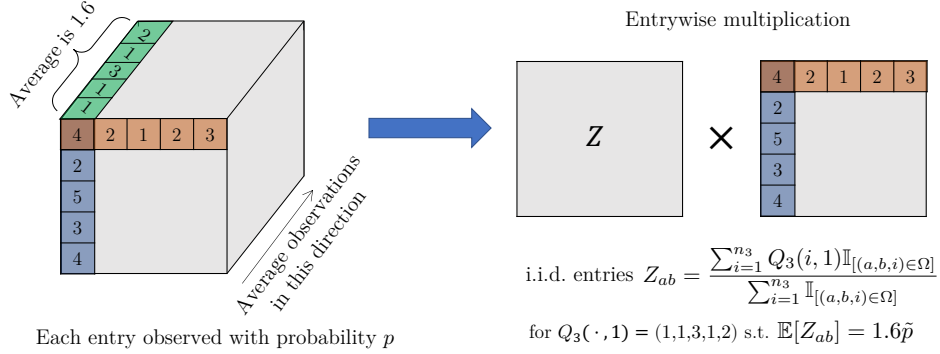 Entrywise multiplication
Average is 1.6
2
1
3
1
1
4 2 1 2 3
2
5
3
4
Average observations
in this direction
Each entry observed with probability p
Z
×
4 2 1 2 3
2
5
3
4
i.i.d. entries Z_{ab} = \frac{\sum_{i=1}^{n_3} Q_3(i,1)\mathbb{I}_{[(a,b,i)\in\Omega]}}{\sum_{i=1}^{n_3} \mathbb{I}_{[(a,b,i)\in\Omega]}}
for Q_3(·,1) = (1,1,3,1,2) s.t. \mathbb{E}[Z_{ab}] = 1.6\tilde{p}